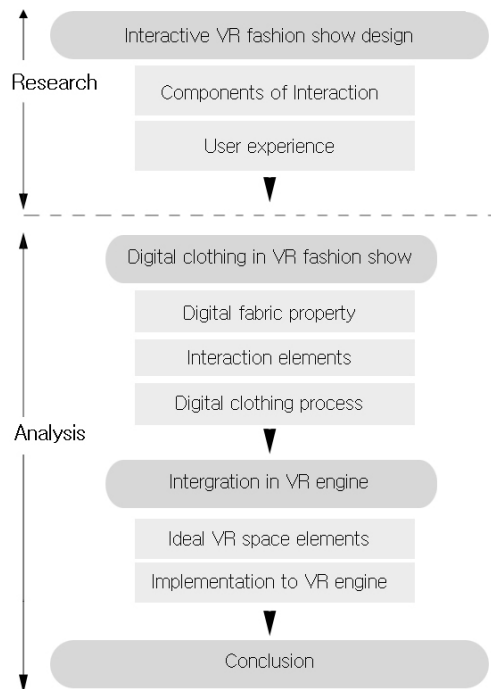 Interactive VR fashion show design
Research
Components of Interaction
User experience
Digital clothing in VR fashion show
Digital fabric property
Interaction elements
Digital clothing process
Analysis
Intergration in VR engine
Ideal VR space elements
Implementation to VR engine
Conclusion